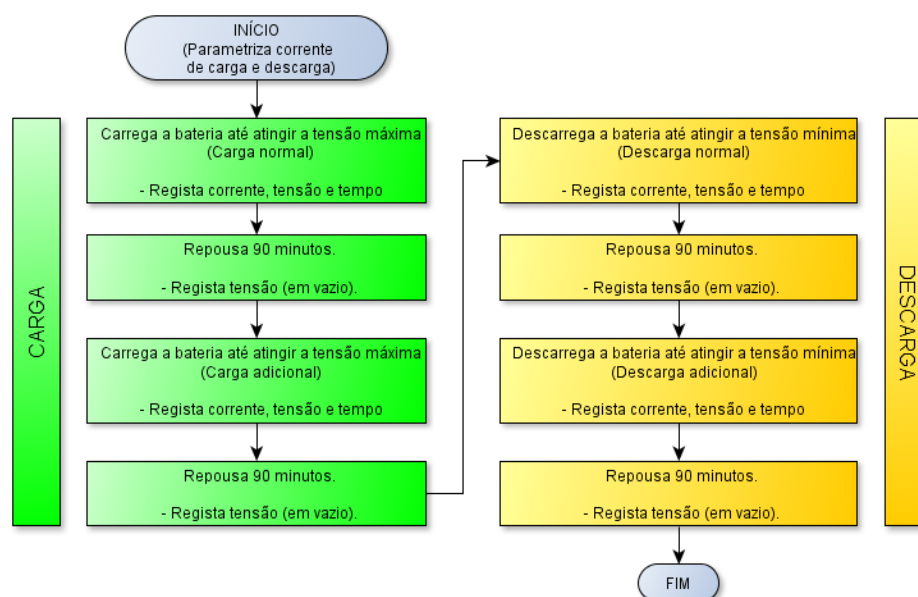 INÍCIO
(Parametriza corrente
de carga e descarga)
CARGA
Carrega a bateria até atingir a tensão máxima
(Carga normal)
- Regista corrente, tensão e tempo
Repousa 90 minutos.
- Regista tensão (em vazio).
Carrega a bateria até atingir a tensão máxima
(Carga adicional)
- Regista corrente, tensão e tempo
Repousa 90 minutos.
- Regista tensão (em vazio).
Descarrega a bateria até atingir a tensão mínima
(Descarga normal)
- Regista corrente, tensão e tempo
Repousa 90 minutos.
- Regista tensão (em vazio).
Descarrega a bateria até atingir a tensão mínima
(Descarga adicional)
- Regista corrente, tensão e tempo
Repousa 90 minutos.
- Regista tensão (em vazio).
DESCARGA
FIM